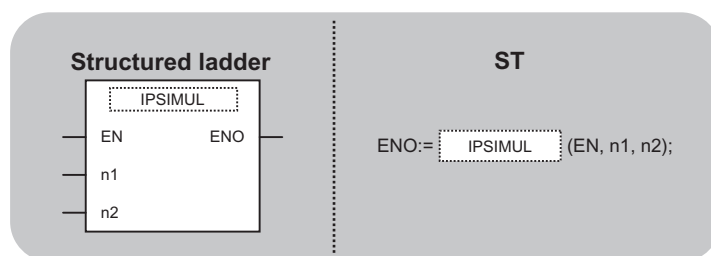 Structured ladder
IPSIMUL
EN ENO
n1
n2
ST
ENO:= IPSIMUL (EN, n1, n2);